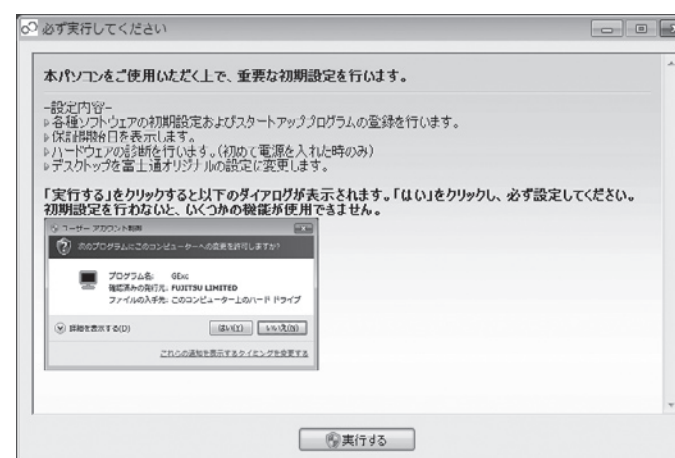 必ず実行してください
本パソコンをご使用いただく上で、重要な初期設定を行います。
-設定内容-
▹各種ソフトウェアの初期設定およびスタートアッププログラムの登録を行います。
▹保証開始日を表示します。
▹ハードウェアの診断を行います。(初めて電源を入れた時のみ)
▹デスクトップを富士通オリジナルの設定に変更します。
「実行する」をクリックすると以下のダイアログが表示されます。「はい」をクリックし、必ず設定してください。
初期設定を行わないと、いくつかの機能が使用できません。
ユーザー アカウント制御
次のプログラムにこのコンピューターへの変更を許可しますか?
プログラム名: GExc
確認済みの発行元: FUJITSU LIMITED
ファイルの入手先: このコンピューター上のハード ドライブ
詳細を表示する(D) はい(Y) いいえ(N)
これらの通知を表示するタイミングを変更する
実行する